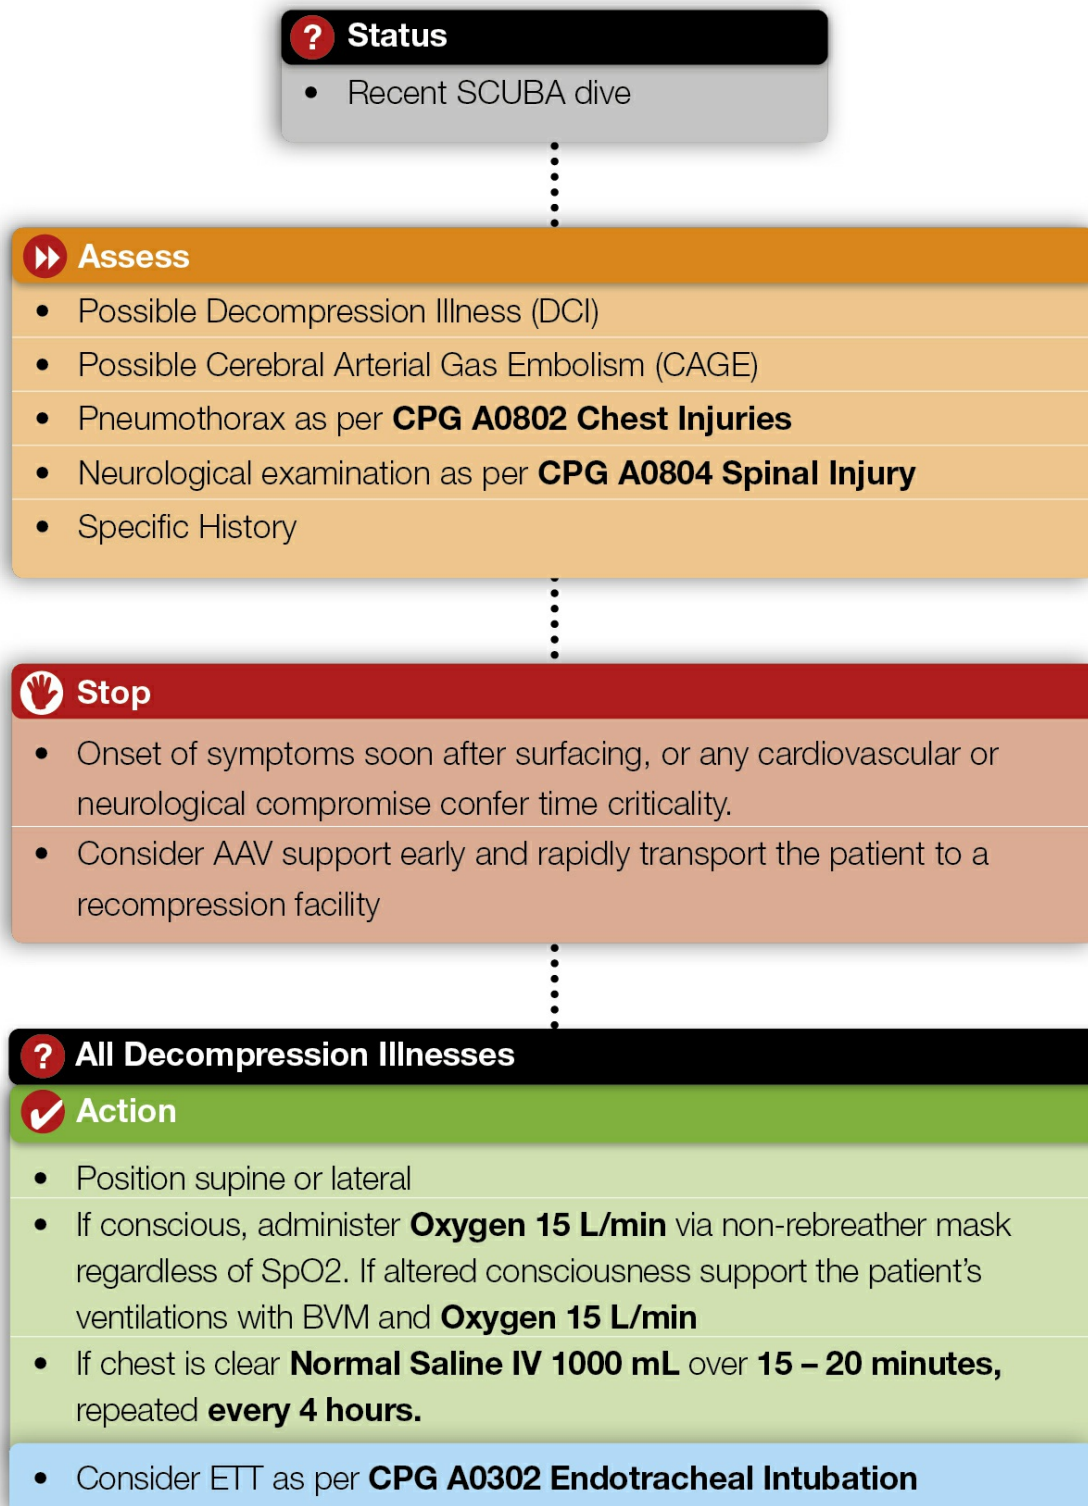 ? Status
• Recent SCUBA dive
Assess
• Possible Decompression Illness (DCI)
• Possible Cerebral Arterial Gas Embolism (CAGE)
• Pneumothorax as per CPG A0802 Chest Injuries
• Neurological examination as per CPG A0804 Spinal Injury
• Specific History
Stop
• Onset of symptoms soon after surfacing, or any cardiovascular or
neurological compromise confer time criticality.
• Consider AAV support early and rapidly transport the patient to a
recompression facility
? All Decompression Illnesses
Action
• Position supine or lateral
• If conscious, administer Oxygen 15 L/min via non-rebreather mask
regardless of SpO2. If altered consciousness support the patient’s
ventilations with BVM and Oxygen 15 L/min
• If chest is clear Normal Saline IV 1000 mL over 15 – 20 minutes,
repeated every 4 hours.
• Consider ETT as per CPG A0302 Endotracheal Intubation